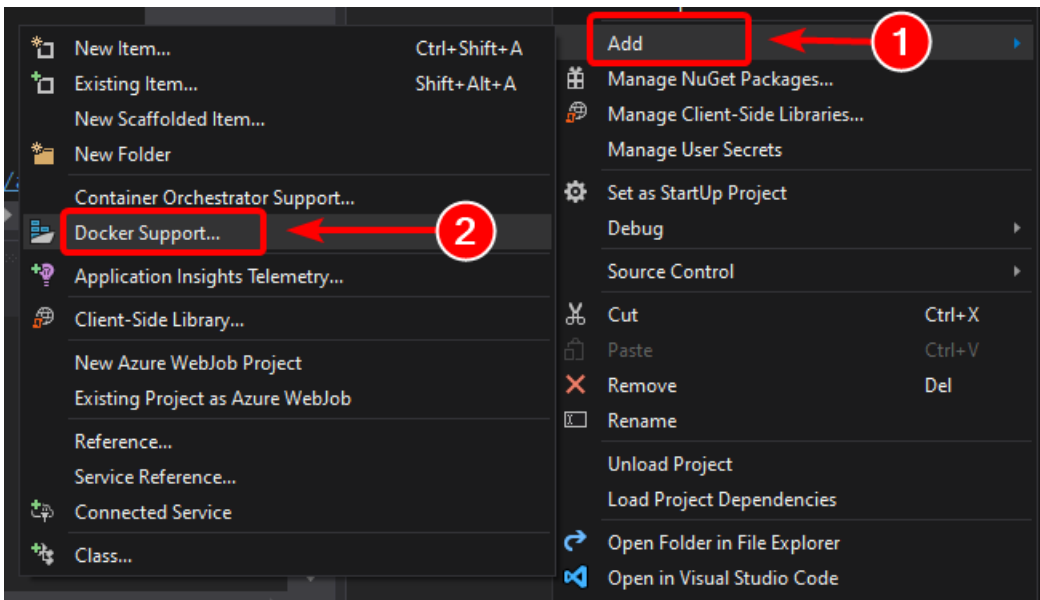 New Item... Ctrl+Shift+A
Existing Item... Shift+Alt+A
New Scaffolded Item...
New Folder
Container Orchestrator Support...
Docker Support...
2
Application Insights Telemetry...
Client-Side Library...
New Azure WebJob Project
Existing Project as Azure WebJob
Reference...
Service Reference...
Connected Service
Class...
Add
1
Manage NuGet Packages...
Manage Client-Side Libraries...
Manage User Secrets
Set as StartUp Project
Debug
Source Control
Cut Ctrl+X
Paste Ctrl+V
Remove Del
Rename
Unload Project
Load Project Dependencies
Open Folder in File Explorer
Open in Visual Studio Code